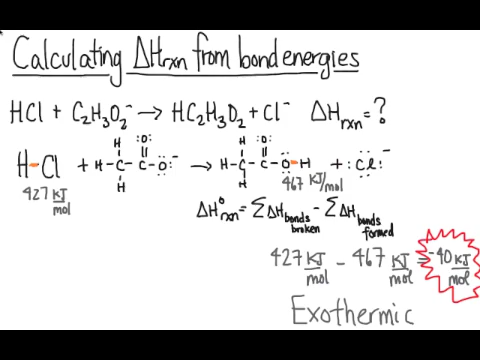 Calculating ΔHrxn from bond energies
HCl + C₂H₃O₂⁻ → HC₂H₃O₂ + Cl⁻ ΔHrxn = ?
H :O: H :O:
H-Cl + H-C-C-O:⁻ → H-C-C-O-H + :Cl:⁻
H H
427 KJ/mol 467 KJ/mol
ΔH°rxn = ΣΔHbonds broken - ΣΔHbonds formed
427 KJ/mol - 467 KJ/mol = -40 KJ/mol
Exothermic